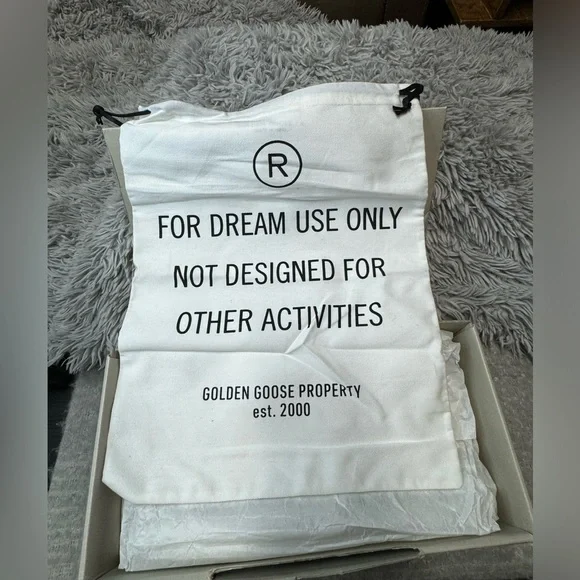 R
FOR DREAM USE ONLY
NOT DESIGNED FOR
OTHER ACTIVITIES
GOLDEN GOOSE PROPERTY
est. 2000